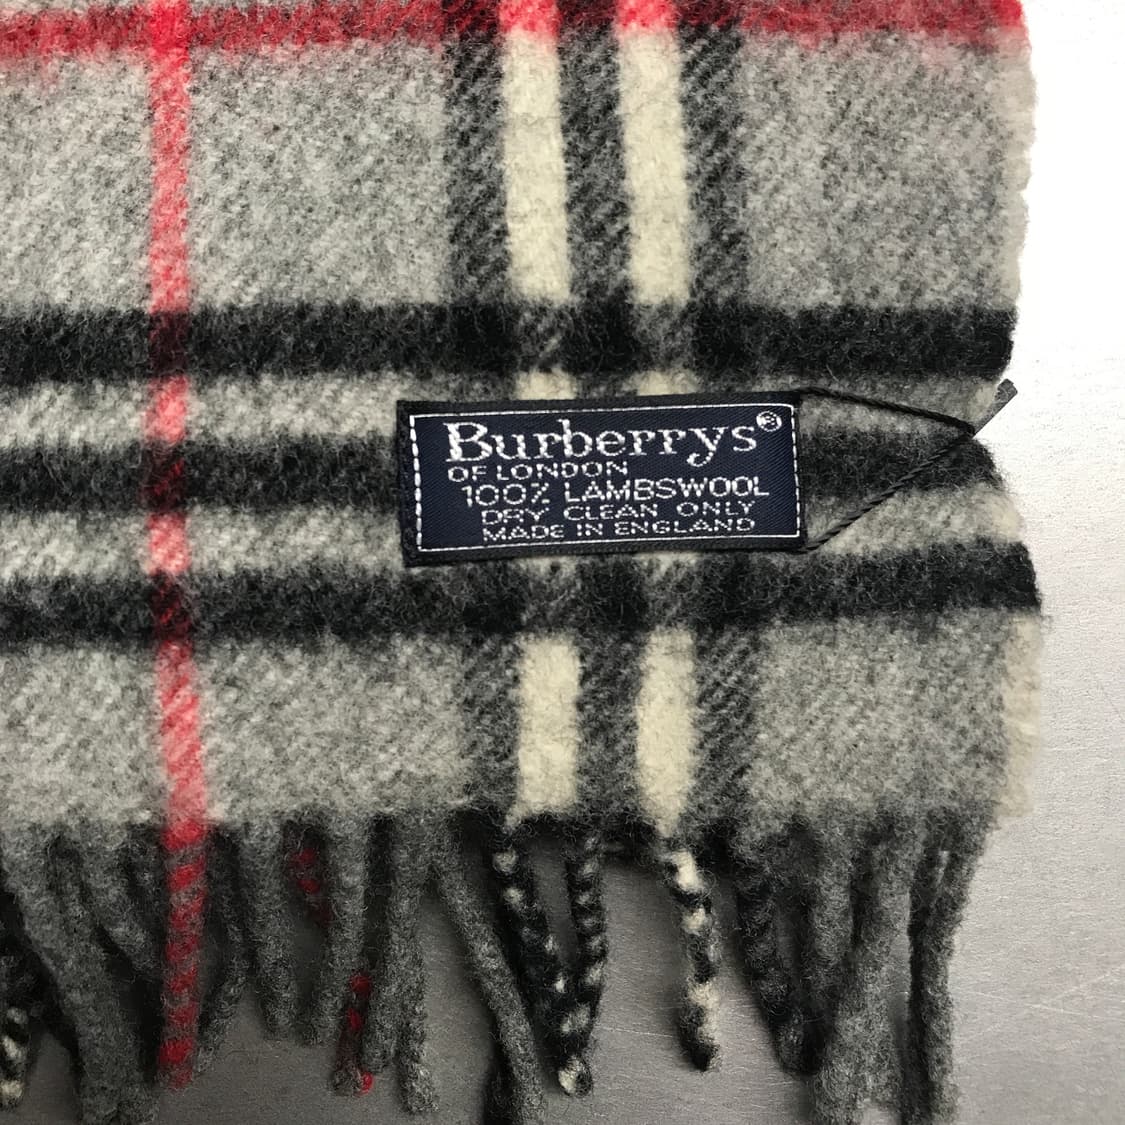 Burberrys®
OF LONDON
100% LAMBSWOOL
DRY CLEAN ONLY
MADE IN ENGLAND